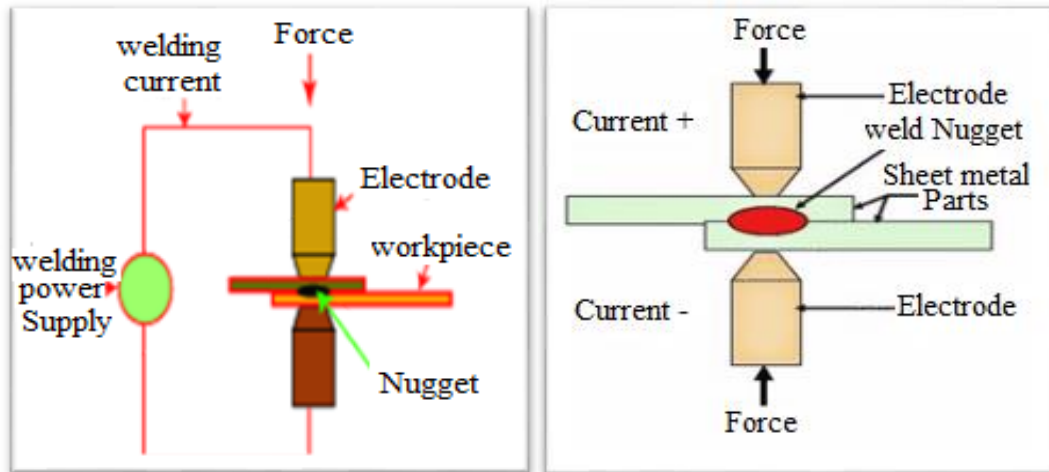 welding
current
Force
Electrode
workpiece
welding
power
Supply
Nugget
Force
Current +
Electrode
weld Nugget
Sheet metal
Parts
Current -
Electrode
Force